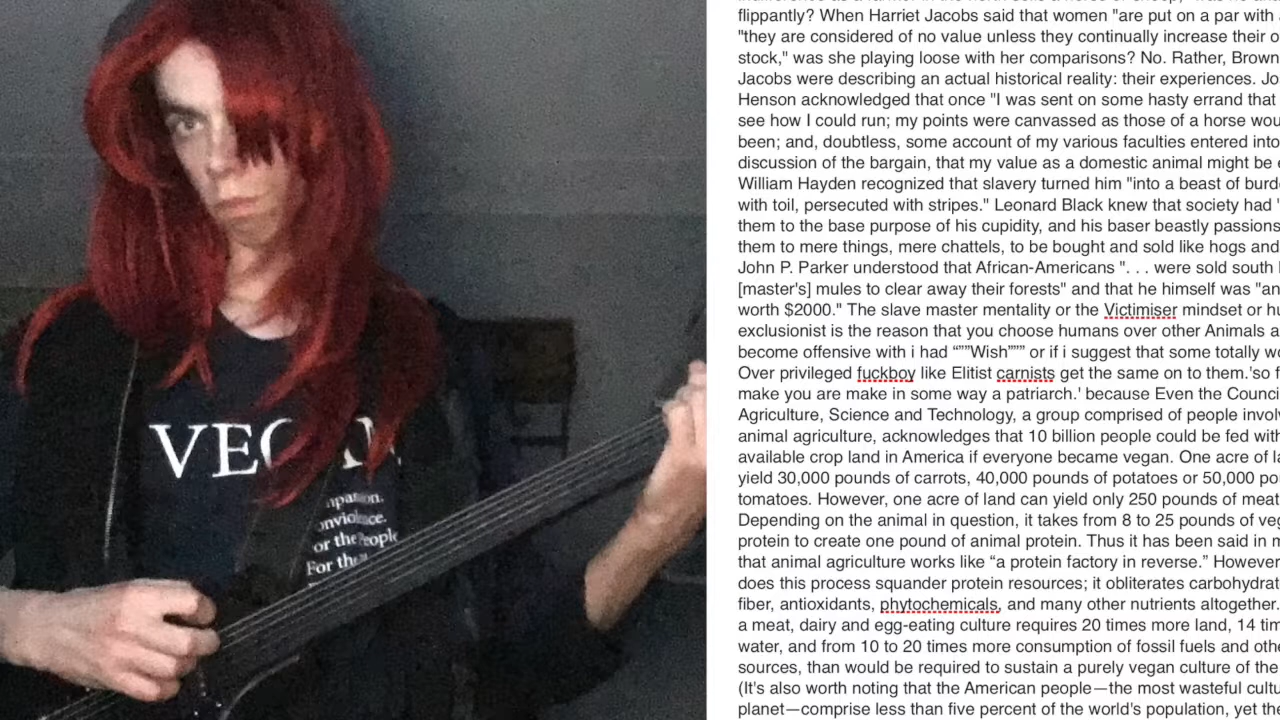 VEGAN
mpassion.
onviolence.
or the People
For the
flippantly? When Harriet Jacobs said that women "are put on a par with
"they are considered of no value unless they continually increase their o
stock," was she playing loose with her comparisons? No. Rather, Brown
Jacobs were describing an actual historical reality: their experiences. Jo
Henson acknowledged that once "I was sent on some hasty errand that
see how I could run; my points were canvassed as those of a horse wou
been; and, doubtless, some account of my various faculties entered into
discussion of the bargain, that my value as a domestic animal might be e
William Hayden recognized that slavery turned him "into a beast of burd
with toil, persecuted with stripes." Leonard Black knew that society had '
them to the base purpose of his cupidity, and his baser beastly passions
them to mere things, mere chattels, to be bought and sold like hogs and
John P. Parker understood that African-Americans ". . . were sold south
[master's] mules to clear away their forests" and that he himself was "an
worth $2000." The slave master mentality or the Victimiser mindset or hu
exclusionist is the reason that you choose humans over other Animals a
become offensive with i had “””Wish”””” or if i suggest that some totally wo
Over privileged fuckboy like Elitist carnists get the same on to them.'so f
make you are make in some way a patriarch.' because Even the Counci
Agriculture, Science and Technology, a group comprised of people invol
animal agriculture, acknowledges that 10 billion people could be fed with
available crop land in America if everyone became vegan. One acre of la
yield 30,000 pounds of carrots, 40,000 pounds of potatoes or 50,000 po
tomatoes. However, one acre of land can yield only 250 pounds of meat
Depending on the animal in question, it takes from 8 to 25 pounds of veg
protein to create one pound of animal protein. Thus it has been said in m
that animal agriculture works like “a protein factory in reverse.” However
does this process squander protein resources; it obliterates carbohydrat
fiber, antioxidants, phytochemicals, and many other nutrients altogether.
a meat, dairy and egg-eating culture requires 20 times more land, 14 tim
water, and from 10 to 20 times more consumption of fossil fuels and othe
sources, than would be required to sustain a purely vegan culture of the
(It's also worth noting that the American people—the most wasteful cultu
planet—comprise less than five percent of the world's population, yet the